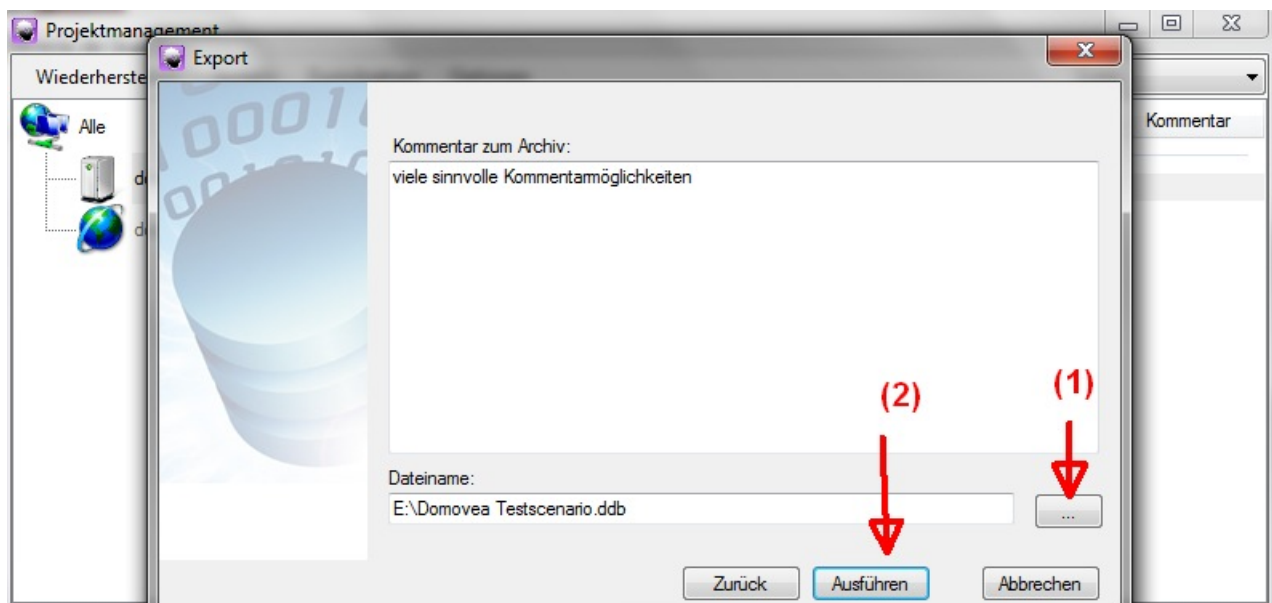 Projektmanagement
Export
Wiederherste
Alle
Kommentar
Kommentar zum Archiv:
viele sinnvolle Kommentarmöglichkeiten
(2)
(1)
Dateiname:
E:\Domovea Testscenario.ddb
...
Zurück
Ausführen
Abbrechen